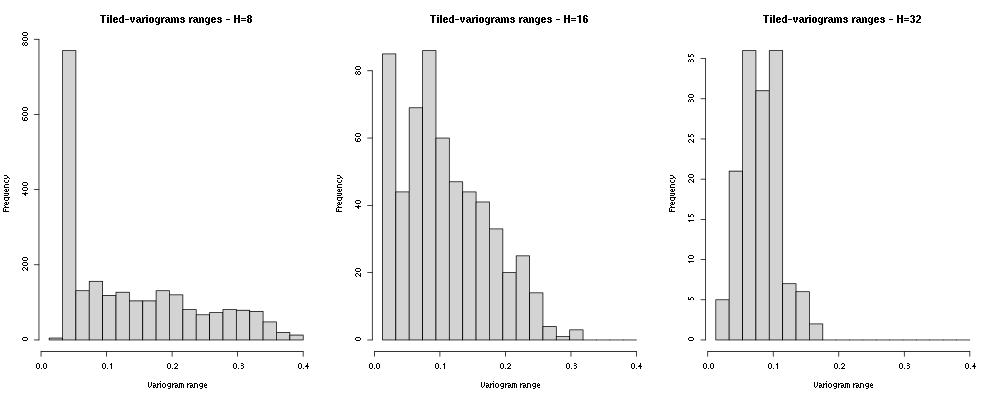 Tiled-variograms ranges - H=8
Frequency
0
200
400
600
800
0.0 0.1 0.2 0.3 0.4
Variogram range
Tiled-variograms ranges - H=16
Frequency
0
20
40
60
80
0.0 0.1 0.2 0.3 0.4
Variogram range
Tiled-variograms ranges - H=32
Frequency
0
5
10
15
20
25
30
35
0.0 0.1 0.2 0.3 0.4
Variogram range